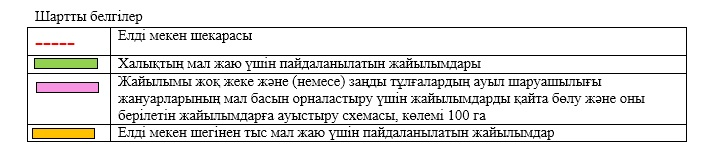 Шартты белгілер
Елді мекен шекарасы
Халықтың мал жаю үшін пайдаланылатын жайылымдары
Жайылымы жоқ жеке және (немесе) заңды тұлғалардың ауыл шаруашылығы
жануарларының мал басын орналастыру үшін жайылымдарды қайта бөлу және оны
берілетін жайылымдарға ауыстыру схемасы, көлемі 100 га
Елді мекен шегінен тыс мал жаю үшін пайдаланылатын жайылымдар